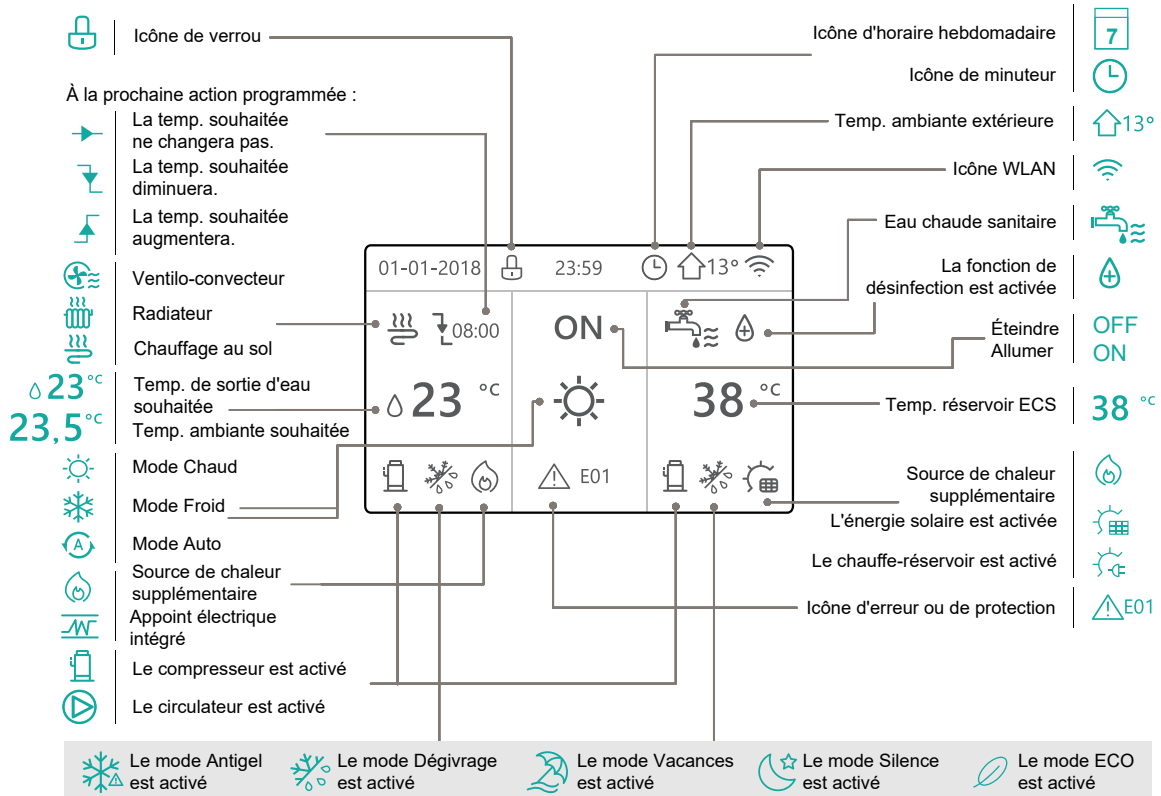 Icône de verrou
À la prochaine action programmée :
La temp. souhaitée
ne changera pas.
La temp. souhaitée
diminuera.
La temp. souhaitée
augmentera.
Ventilo-convecteur
Radiateur
Chauffage au sol
23 °C
Temp. de sortie d'eau
souhaitée
23,5 °C
Temp. ambiante souhaitée
Mode Chaud
Mode Froid
A
Mode Auto
Source de chaleur
supplémentaire
Appoint électrique
intégré
Le compresseur est activé
Le circulateur est activé
01-01-2018
23:59
13°
08:00
ON
23 °C
38 °C
E01
Icône d'horaire hebdomadaire
7
Icône de minuteur
Temp. ambiante extérieure
13°
Icône WLAN
Eau chaude sanitaire
La fonction de
désinfection est activée
Éteindre
OFF
Allumer
ON
Temp. réservoir ECS
38 °C
Source de chaleur
supplémentaire
L'énergie solaire est activée
Le chauffe-réservoir est activé
Icône d'erreur ou de protection
E01
Le mode Antigel
est activé
Le mode Dégivrage
est activé
Le mode Vacances
est activé
Le mode Silence
est activé
Le mode ECO
est activé